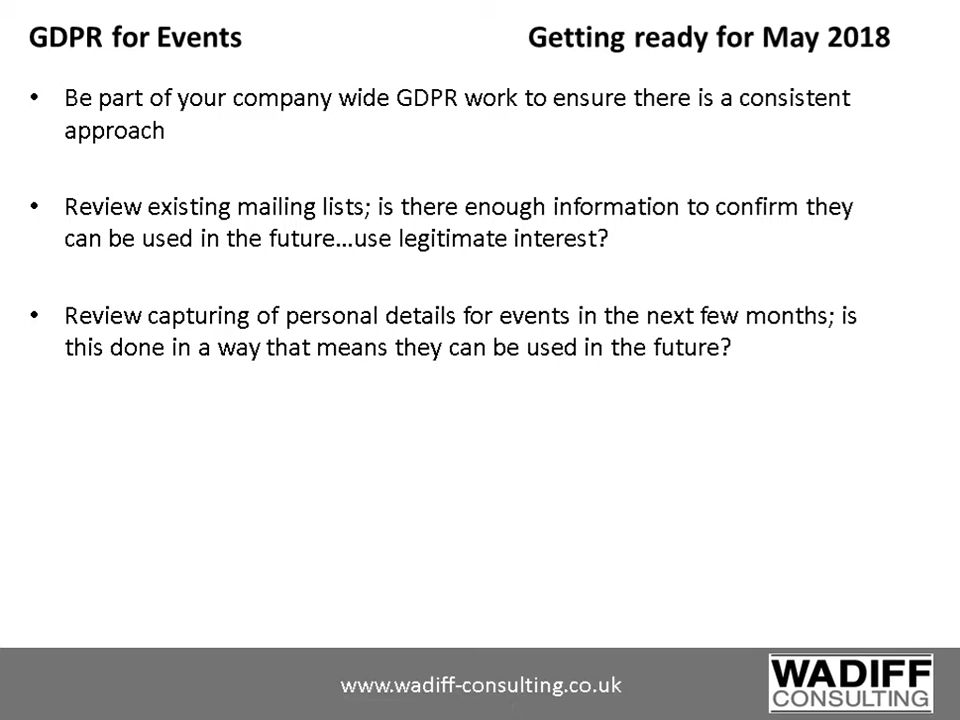 GDPR for Events Getting ready for May 2018
• Be part of your company wide GDPR work to ensure there is a consistent
approach
• Review existing mailing lists; is there enough information to confirm they
can be used in the future...use legitimate interest?
• Review capturing of personal details for events in the next few months; is
this done in a way that means they can be used in the future?
www.wadiff-consulting.co.uk
WADIFF
CONSULTING